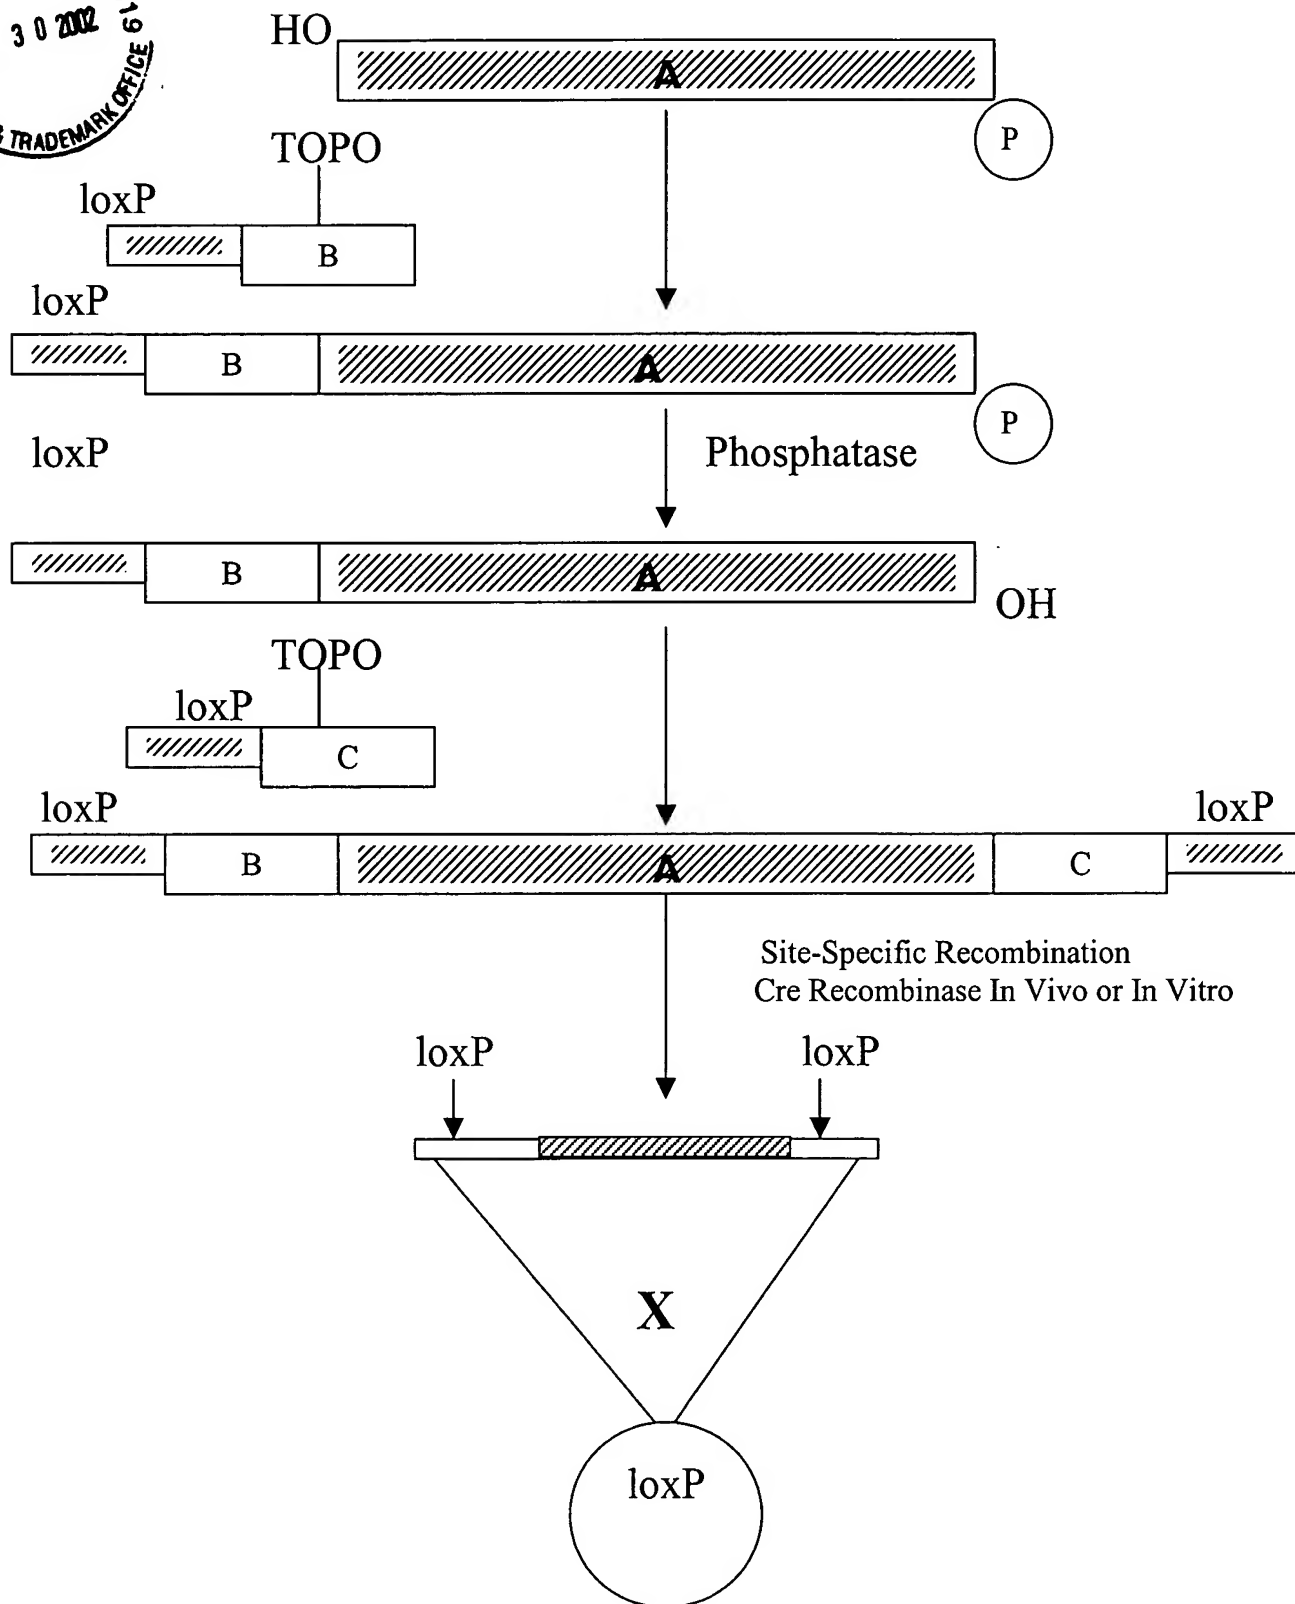 3 0 2002
19
TRADEMARK OFFICE
HO
A
P
TOPO
loxP
B
loxP
B
A
P
loxP
Phosphatase
B
A
OH
TOPO
loxP
C
loxP
loxP
B
A
C
Site-Specific Recombination
Cre Recombinase In Vivo or In Vitro
loxP
loxP
X
loxP